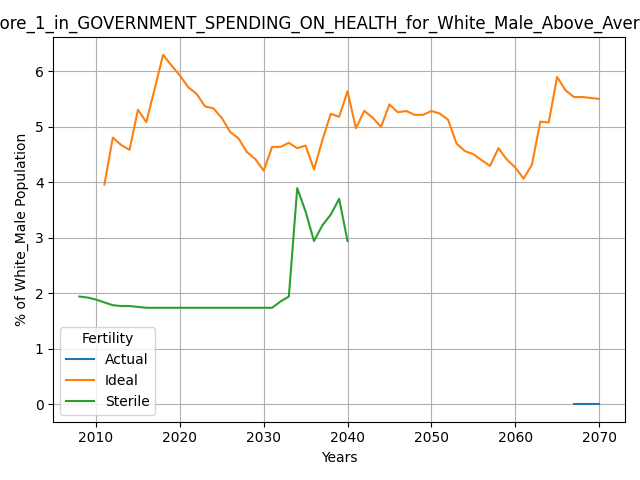 ore_1_in_GOVERNMENT_SPENDING_ON_HEALTH_for_White_Male_Above_Aver
% of White_Male Population
6
5
4
3
2
1
0
Fertility
Actual
Ideal
Sterile
2010 2020 2030 2040 2050 2060 2070
Years